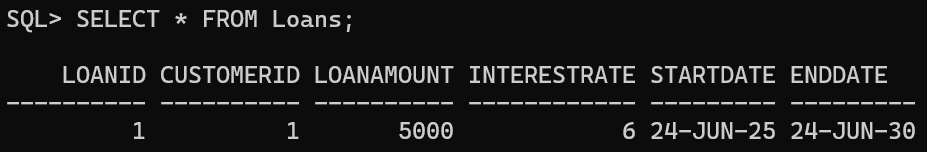 SQL> SELECT * FROM Loans;
    LOANID CUSTOMERID LOANAMOUNT INTERESTRATE STARTDATE ENDDATE
---------- ---------- ---------- ------------ --------- ---------
         1          1       5000            6 24-JUN-25 24-JUN-30